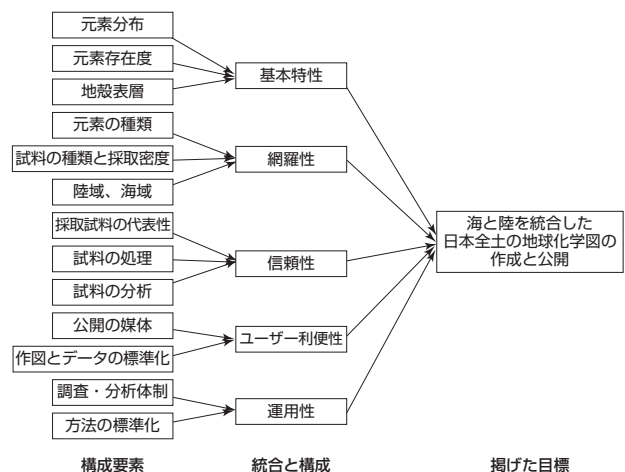 元素分布
元素存在度
地殻表層
元素の種類
試料の種類と採取密度
陸域、海域
採取試料の代表性
試料の処理
試料の分析
公開の媒体
作図とデータの標準化
調査・分析体制
方法の標準化
構成要素
基本特性
網羅性
信頼性
ユーザー利便性
運用性
統合と構成
海と陸を統合した
日本全土の地球化学図の
作成と公開
掲げた目標